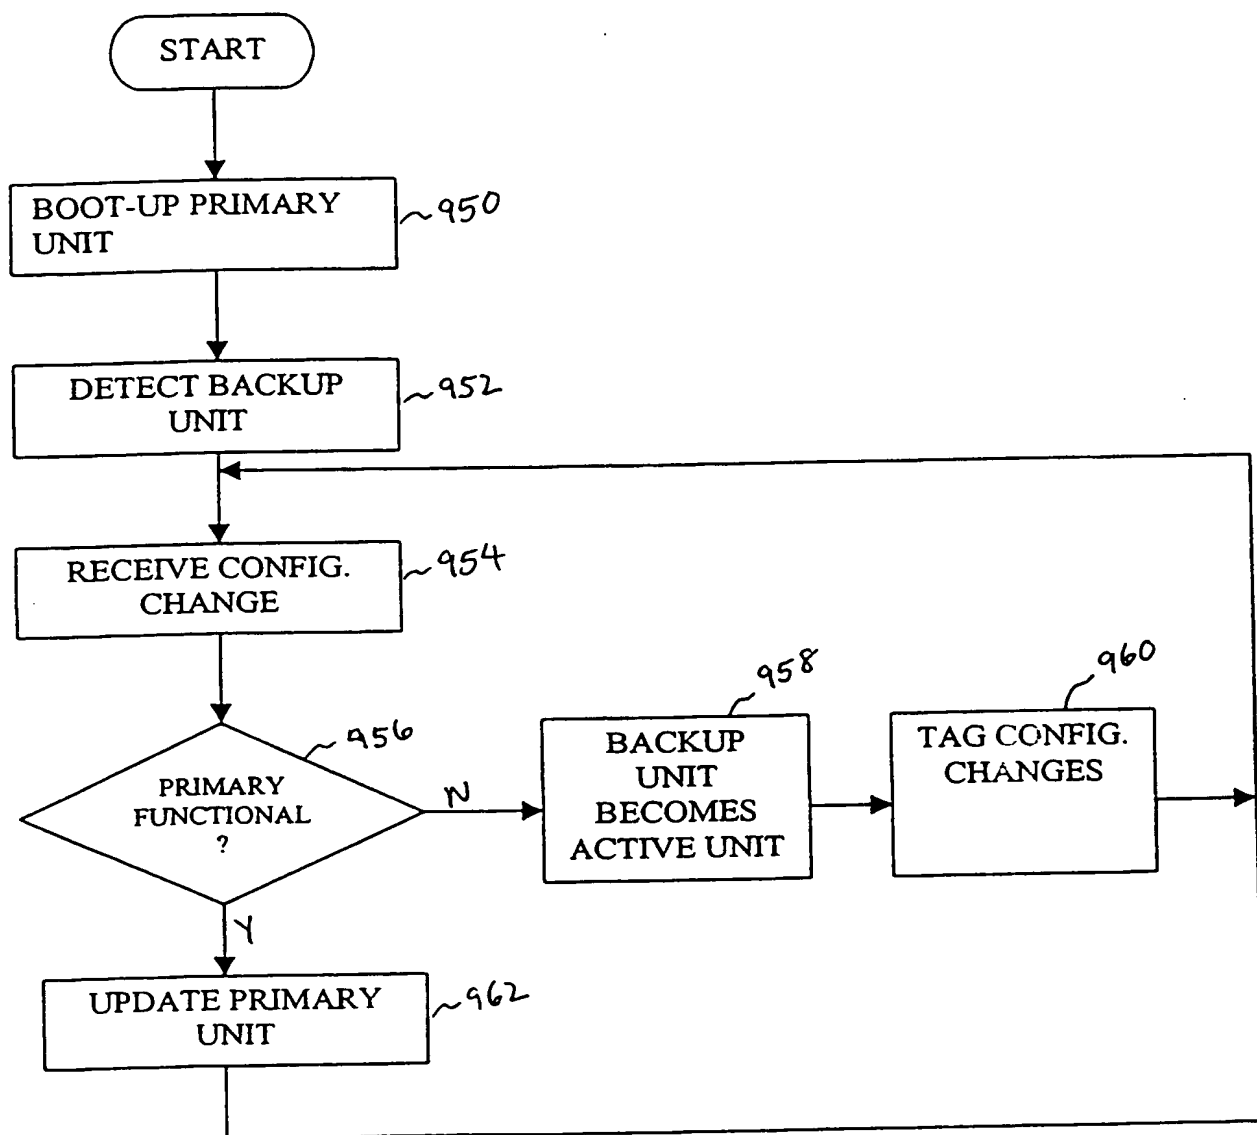 START
BOOT-UP PRIMARY
UNIT
~950
DETECT BACKUP
UNIT
~952
RECEIVE CONFIG.
CHANGE
~954
PRIMARY
FUNCTIONAL
?
956
N
BACKUP
UNIT
BECOMES
ACTIVE UNIT
958
TAG CONFIG.
CHANGES
960
Y
UPDATE PRIMARY
UNIT
~962